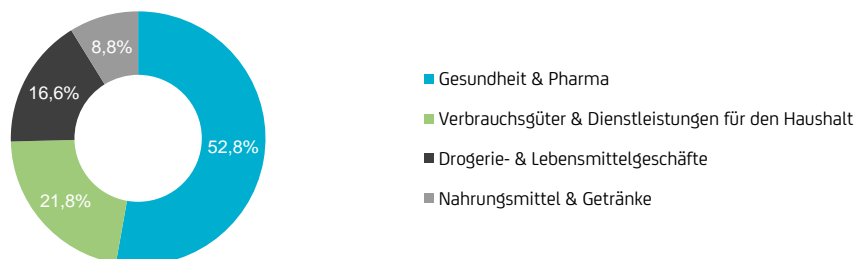 8,8%
16,6%
52,8%
21,8%
Gesundheit & Pharma
Verbrauchsgüter & Dienstleistungen für den Haushalt
Drogerie- & Lebensmittelgeschäfte
Nahrungsmittel & Getränke